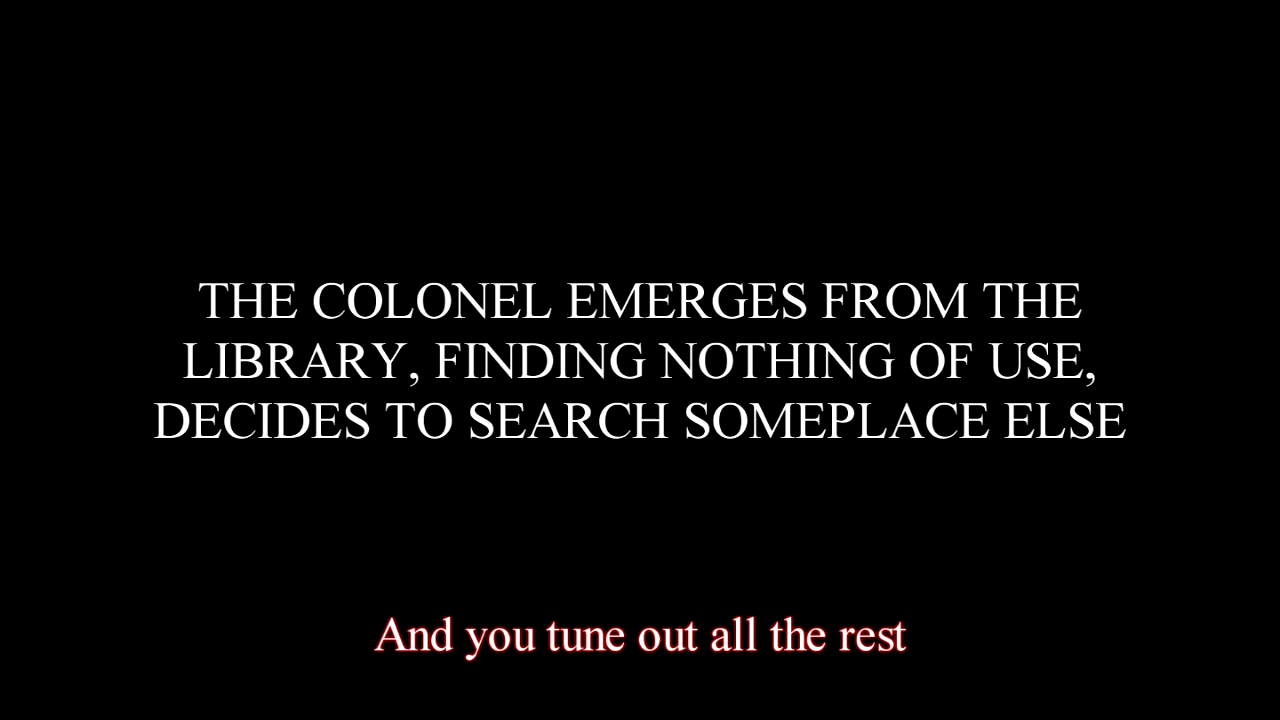 THE COLONEL EMERGES FROM THE
LIBRARY, FINDING NOTHING OF USE,
DECIDES TO SEARCH SOMEPLACE ELSE
And you tune out all the rest